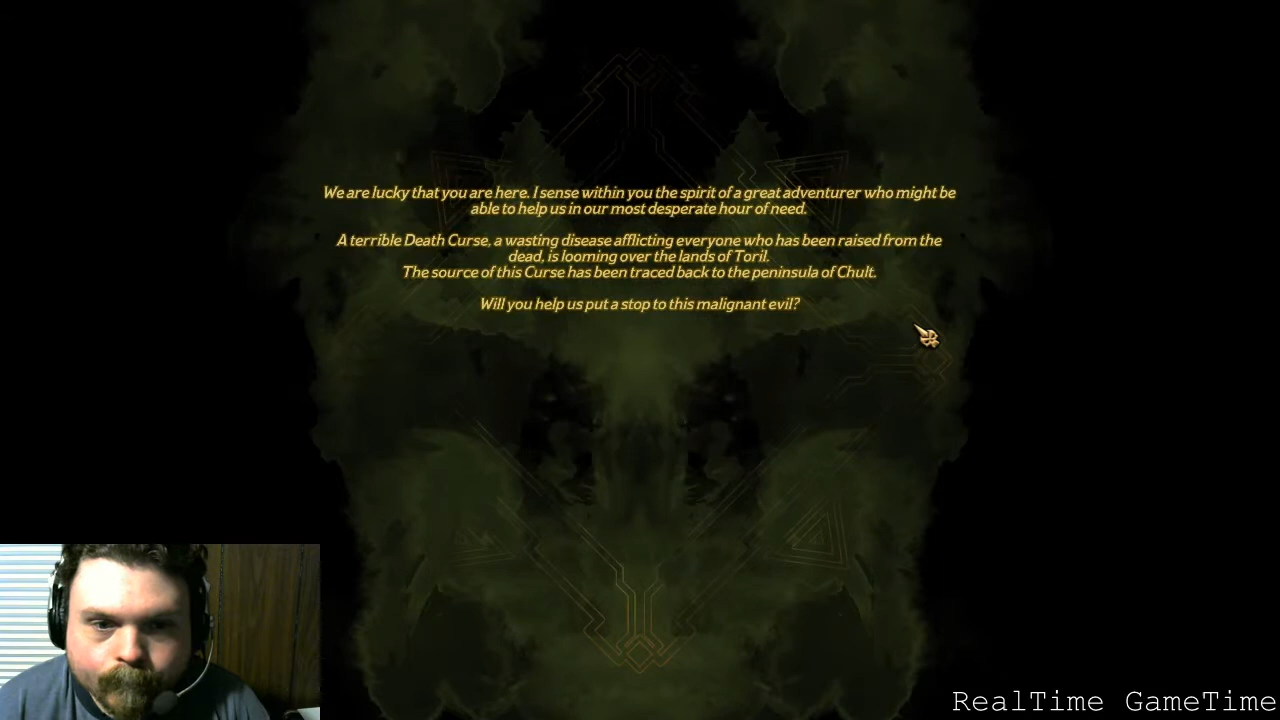 We are lucky that you are here. I sense within you the spirit of a great adventurer who might be
able to help us in our most desperate hour of need.
A terrible Death Curse, a wasting disease afflicting everyone who has been raised from the
dead, is looming over the lands of Toril.
The source of this Curse has been traced back to the peninsula of Chult.
Will you help us put a stop to this malignant evil?
RealTime GameTime